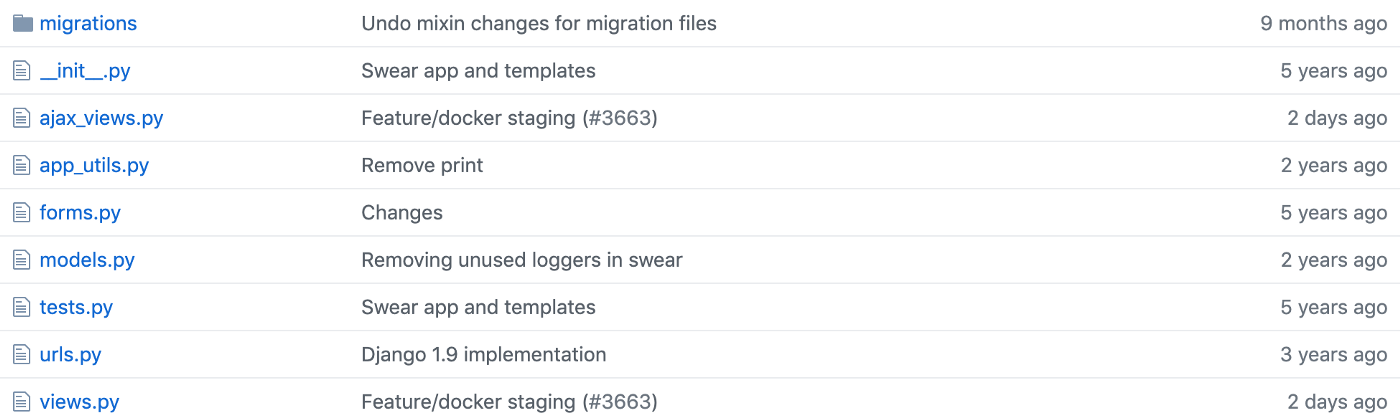 migrations Undo mixin changes for migration files 9 months ago
__init__.py Swear app and templates 5 years ago
ajax_views.py Feature/docker staging (#3663) 2 days ago
app_utils.py Remove print 2 years ago
forms.py Changes 5 years ago
models.py Removing unused loggers in swear 2 years ago
tests.py Swear app and templates 5 years ago
urls.py Django 1.9 implementation 3 years ago
views.py Feature/docker staging (#3663) 2 days ago